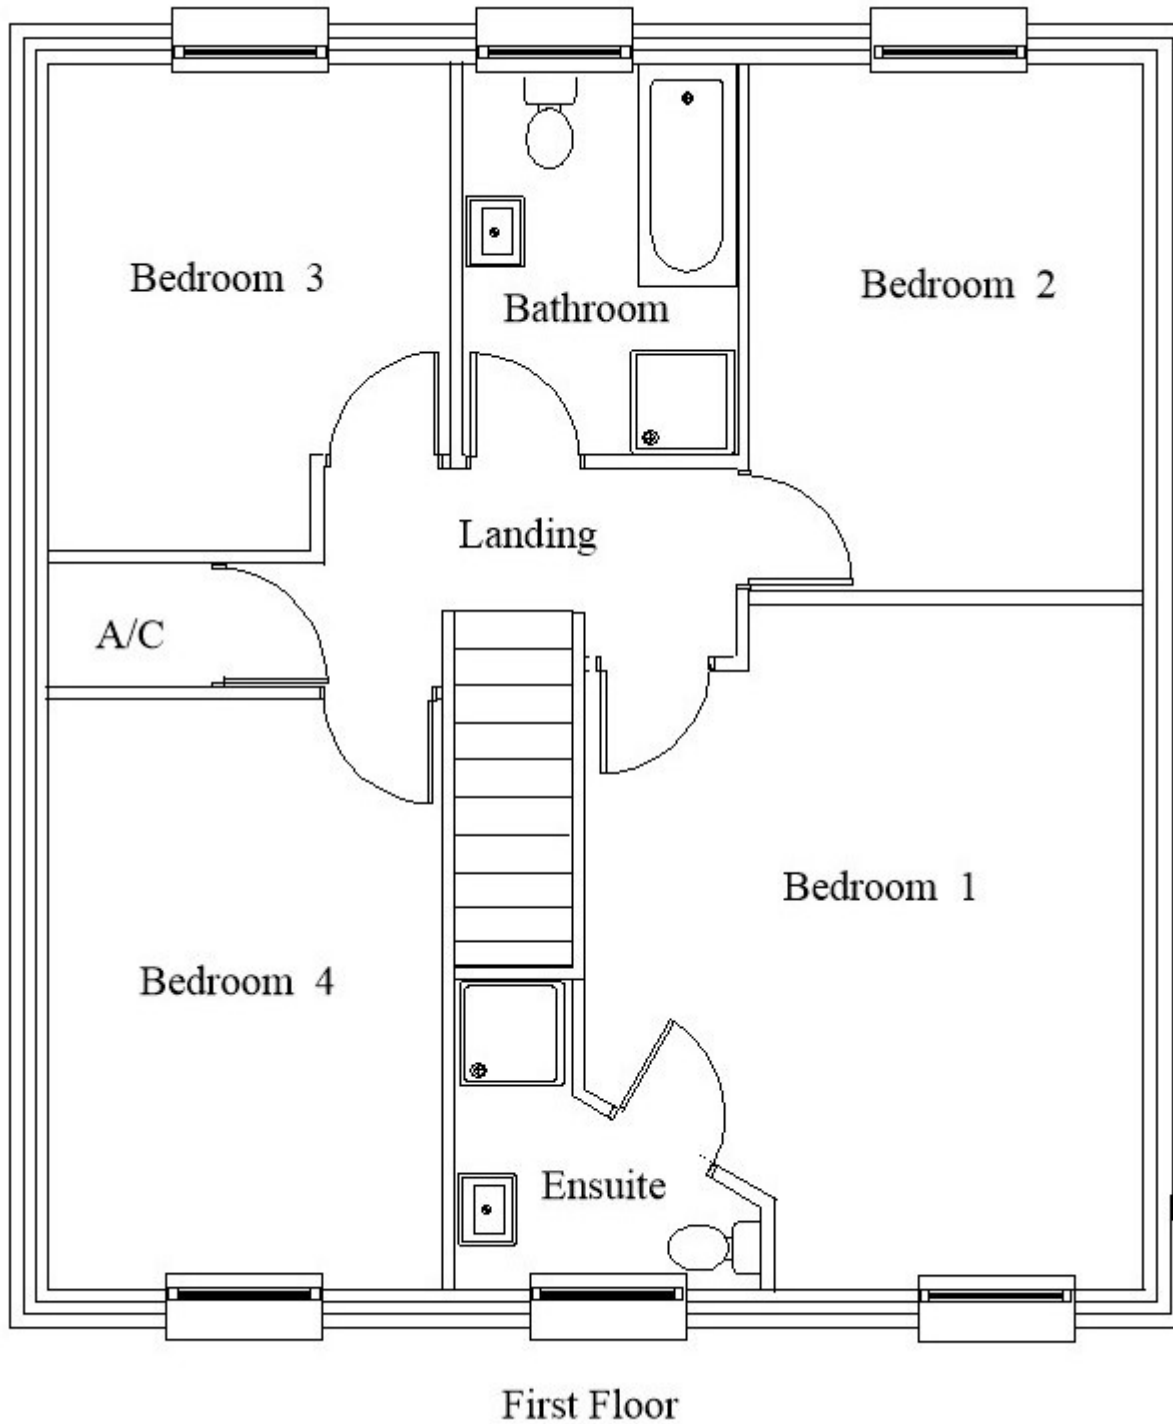 Bedroom 3
Bathroom
Bedroom 2
Landing
A/C
Bedroom 1
Bedroom 4
Ensuite
First Floor